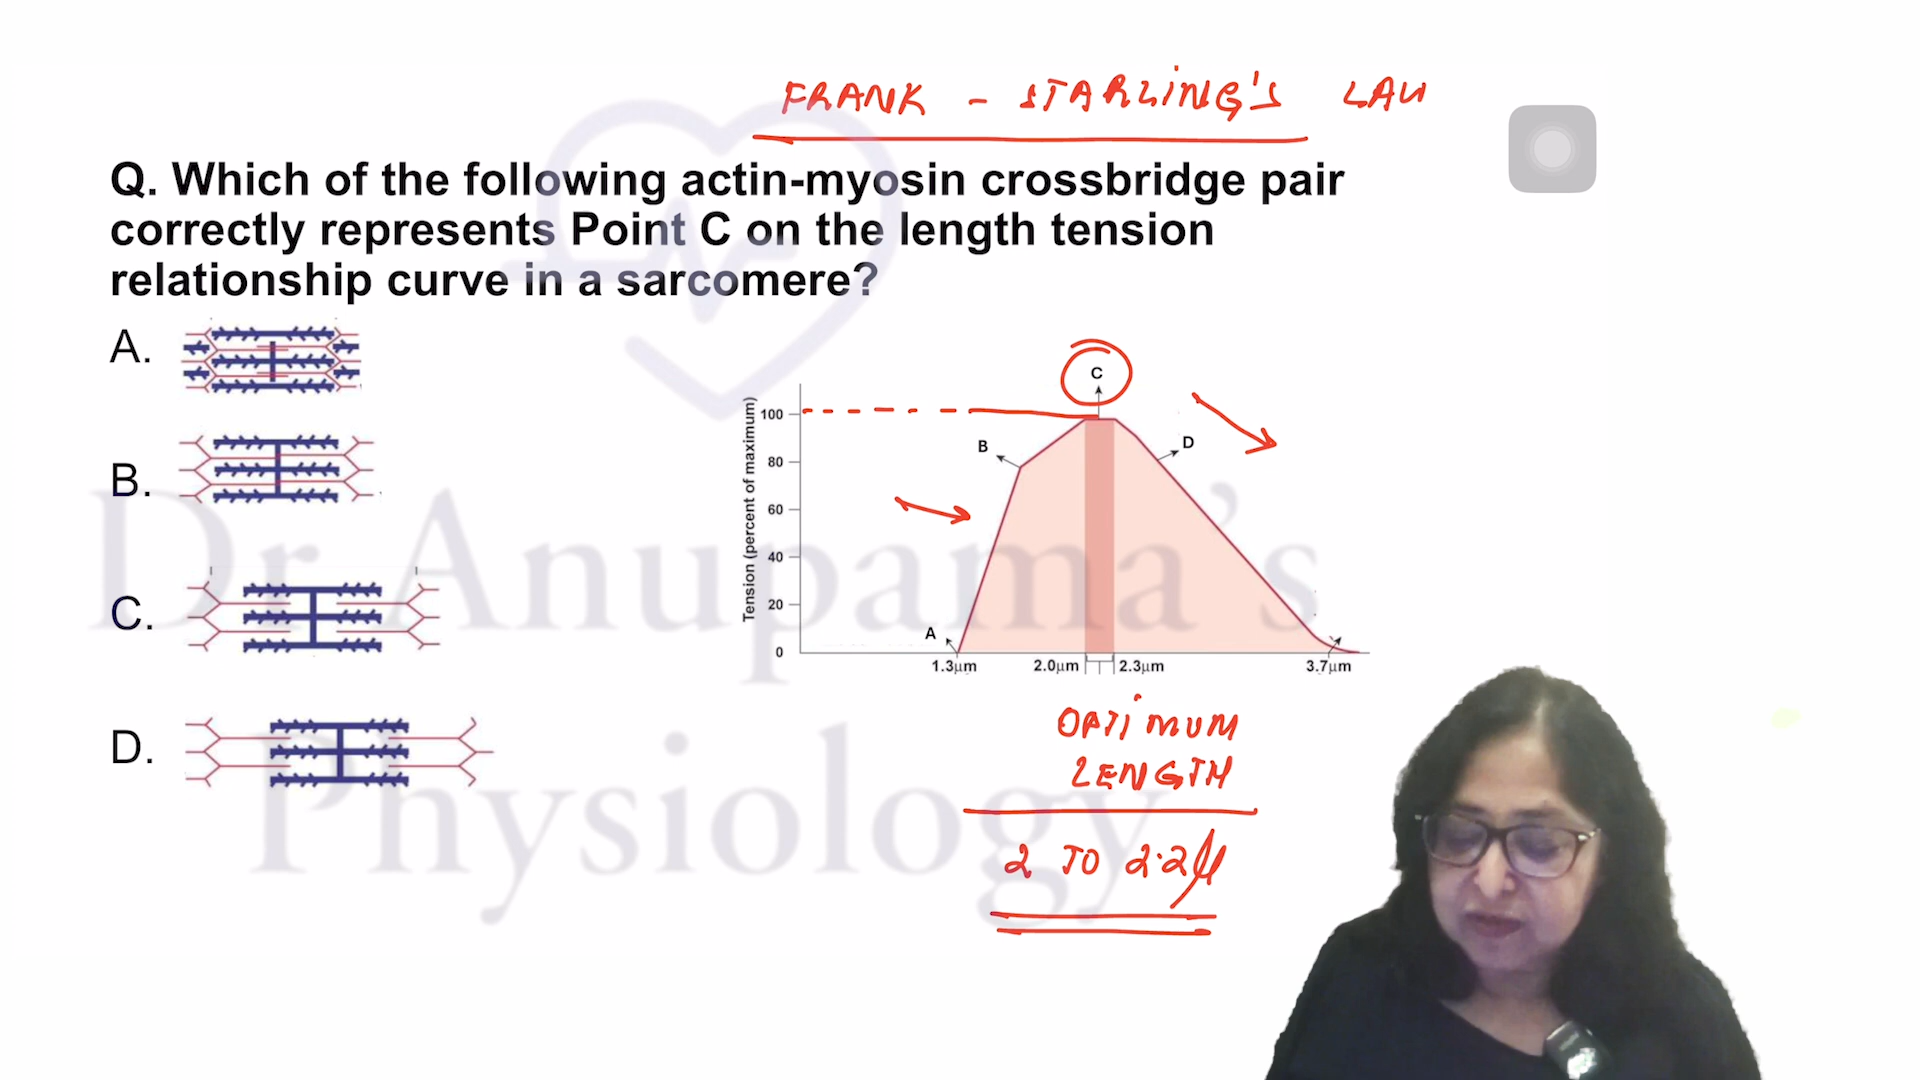 FRANK - STARLING'S LAW
Q. Which of the following actin-myosin crossbridge pair
correctly represents Point C on the length tension
relationship curve in a sarcomere?
A.
B.
C.
D.
Tension (percent of maximum)
100
80
60
40
20
0
A
B
C
D
1.3μm
2.0μm
2.3μm
3.7μm
OPTIMUM
LENGTH
2 TO 2.2μ
Dr Anupama's
Physiology